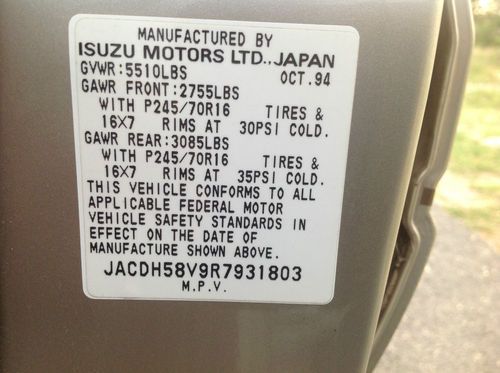 MANUFACTURED BY
ISUZU MOTORS LTD., JAPAN
GVWR:5510LBS OCT.94
GAWR FRONT:2755LBS
WITH P245/70R16 TIRES &
16X7 RIMS AT 30PSI COLD.
GAWR REAR:3085LBS
WITH P245/70R16 TIRES &
16X7 RIMS AT 35PSI COLD.
THIS VEHICLE CONFORMS TO ALL
APPLICABLE FEDERAL MOTOR
VEHICLE SAFETY STANDARDS IN
EFFECT ON THE DATE OF
MANUFACTURE SHOWN ABOVE.
JACDH58V9R7931803
M.P.V.